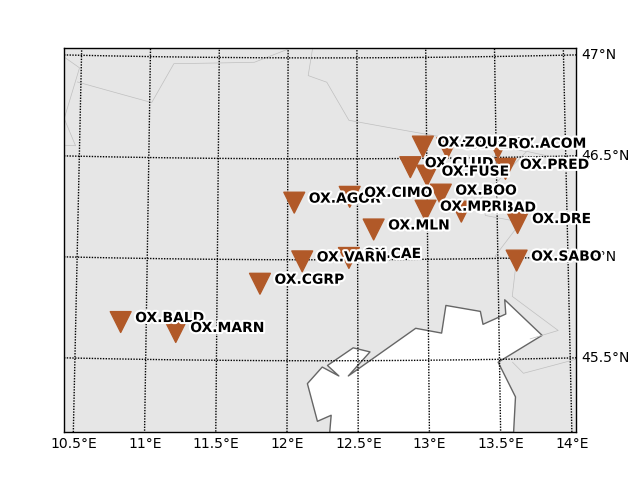 47°N
OX.ZOU2
OX.ACOM
46.5°N
OX.CLUD
OX.PRED
OX.FUSE
OX.CIMO
OX.BOO
OX.AGOR
OX.MPRI
BAD
OX.DRE
OX.MLN
OX.VARN
OX.CAE
OX.SABO
°N
OX.CGRP
OX.BALD
OX.MARN
45.5°N
10.5°E 11°E 11.5°E 12°E 12.5°E 13°E 13.5°E 14°E